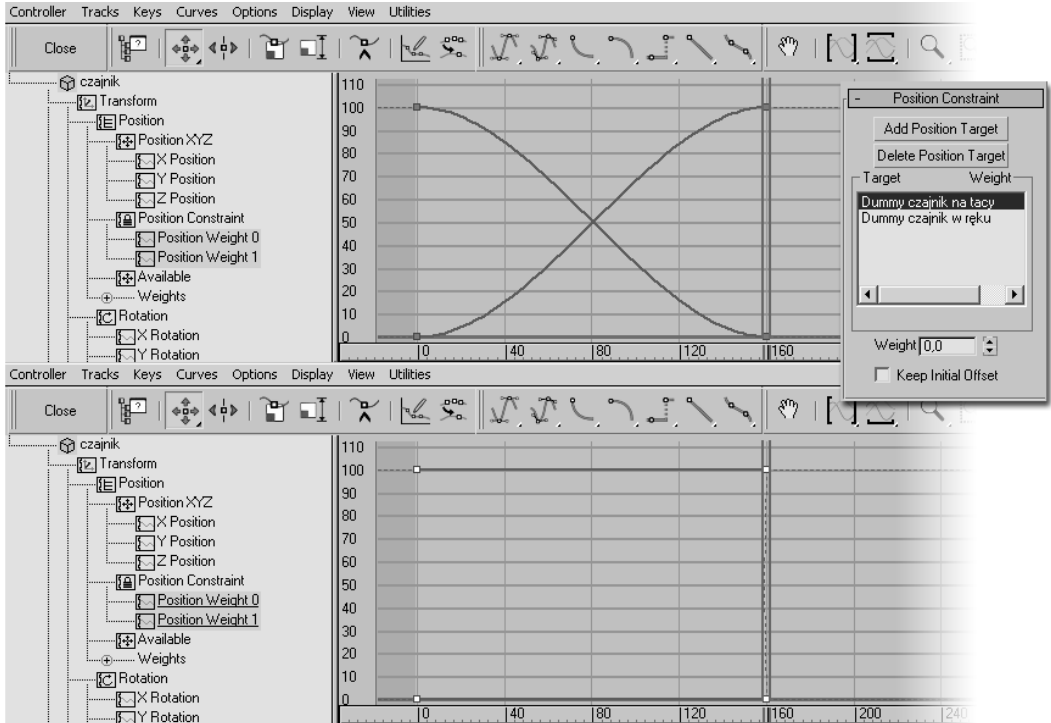 Controller Tracks Keys Curves Options Display View Utilities
Close
czajnik
Transform
Position
Position XYZ
X Position
Y Position
Z Position
Position Constraint
Position Weight 0
Position Weight 1
Available
Weights
Rotation
X Rotation
Y Rotation
110
100
90
80
70
60
50
40
30
20
10
0
0 40 80 120 160
- Position Constraint
Add Position Target
Delete Position Target
Target Weight
Dummy czajnik na tacy
Dummy czajnik w ręku
Weight 0,0
Keep Initial Offset
Controller Tracks Keys Curves Options Display View Utilities
Close
czajnik
Transform
Position
Position XYZ
X Position
Y Position
Z Position
Position Constraint
Position Weight 0
Position Weight 1
Available
Weights
Rotation
X Rotation
Y Rotation
110
100
90
80
70
60
50
40
30
20
10
0
0 40 80 120 160 200 240